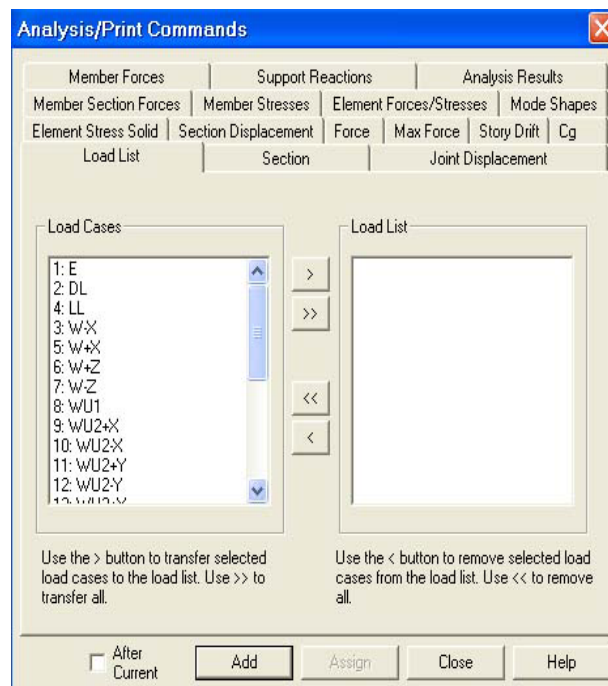 Analysis/Print Commands
Member Forces Support Reactions Analysis Results
Member Section Forces Member Stresses Element Forces/Stresses Mode Shapes
Element Stress Solid Section Displacement Force Max Force Story Drift Cg
Load List Section Joint Displacement
Load Cases
1: E
2: DL
4: LL
3: W-X
5: W+X
6: W+Z
7: W-Z
8: WU1
9: WU2+X
10: WU2-X
11: WU2+Y
12: WU2-Y
>
>>
<<
<
Load List
Use the > button to transfer selected
load cases to the load list. Use >> to
transfer all.
Use the < button to remove selected load
cases from the load list. Use << to remove
all.
After
Current
Add Assign Close Help